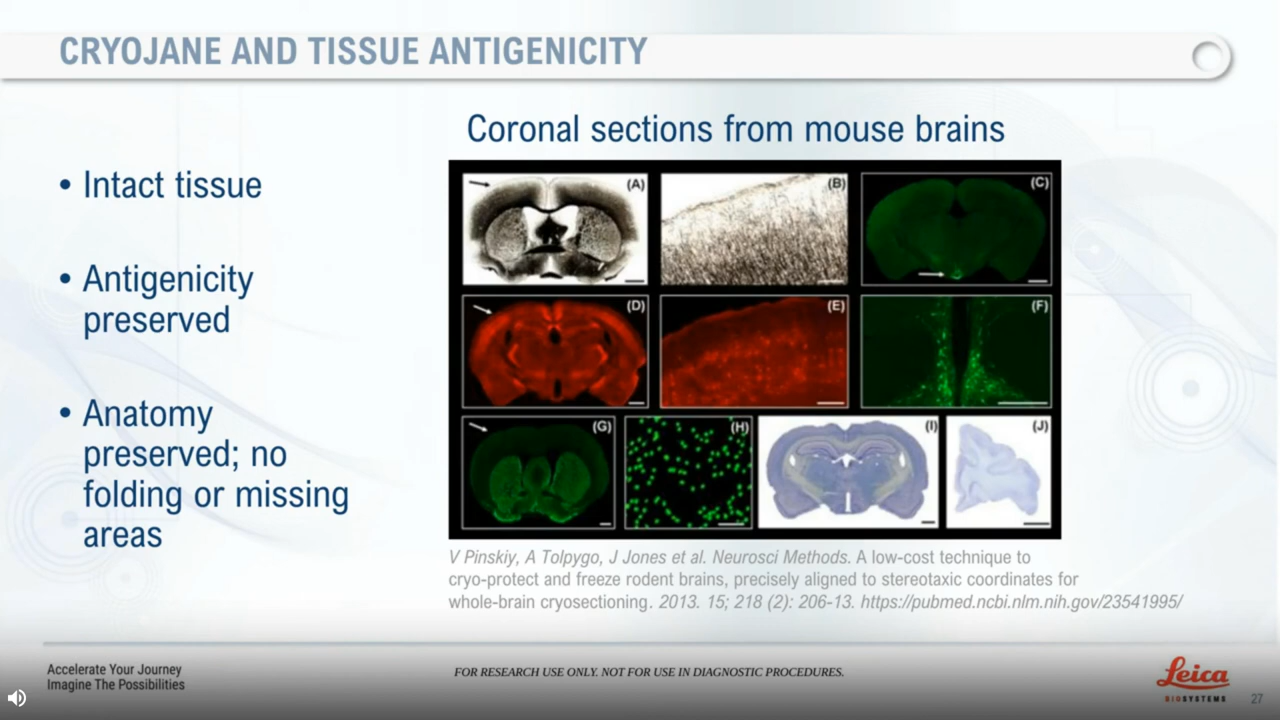 CRYOJANE AND TISSUE ANTIGENICITY
Coronal sections from mouse brains
• Intact tissue
• Antigenicity
preserved
• Anatomy
preserved; no
folding or missing
areas
(A)
(B)
(C)
(D)
(E)
(F)
(G)
(H)
(I)
(J)
V Pinskiy, A Tolpygo, J Jones et al. Neurosci Methods. A low-cost technique to
cryo-protect and freeze rodent brains, precisely aligned to stereotaxic coordinates for
whole-brain cryosectioning. 2013. 15; 218 (2): 206-13. https://pubmed.ncbi.nlm.nih.gov/23541995/
Accelerate Your Journey
Imagine The Possibilities
FOR RESEARCH USE ONLY. NOT FOR USE IN DIAGNOSTIC PROCEDURES.
Leica
BIOSYSTEMS
27